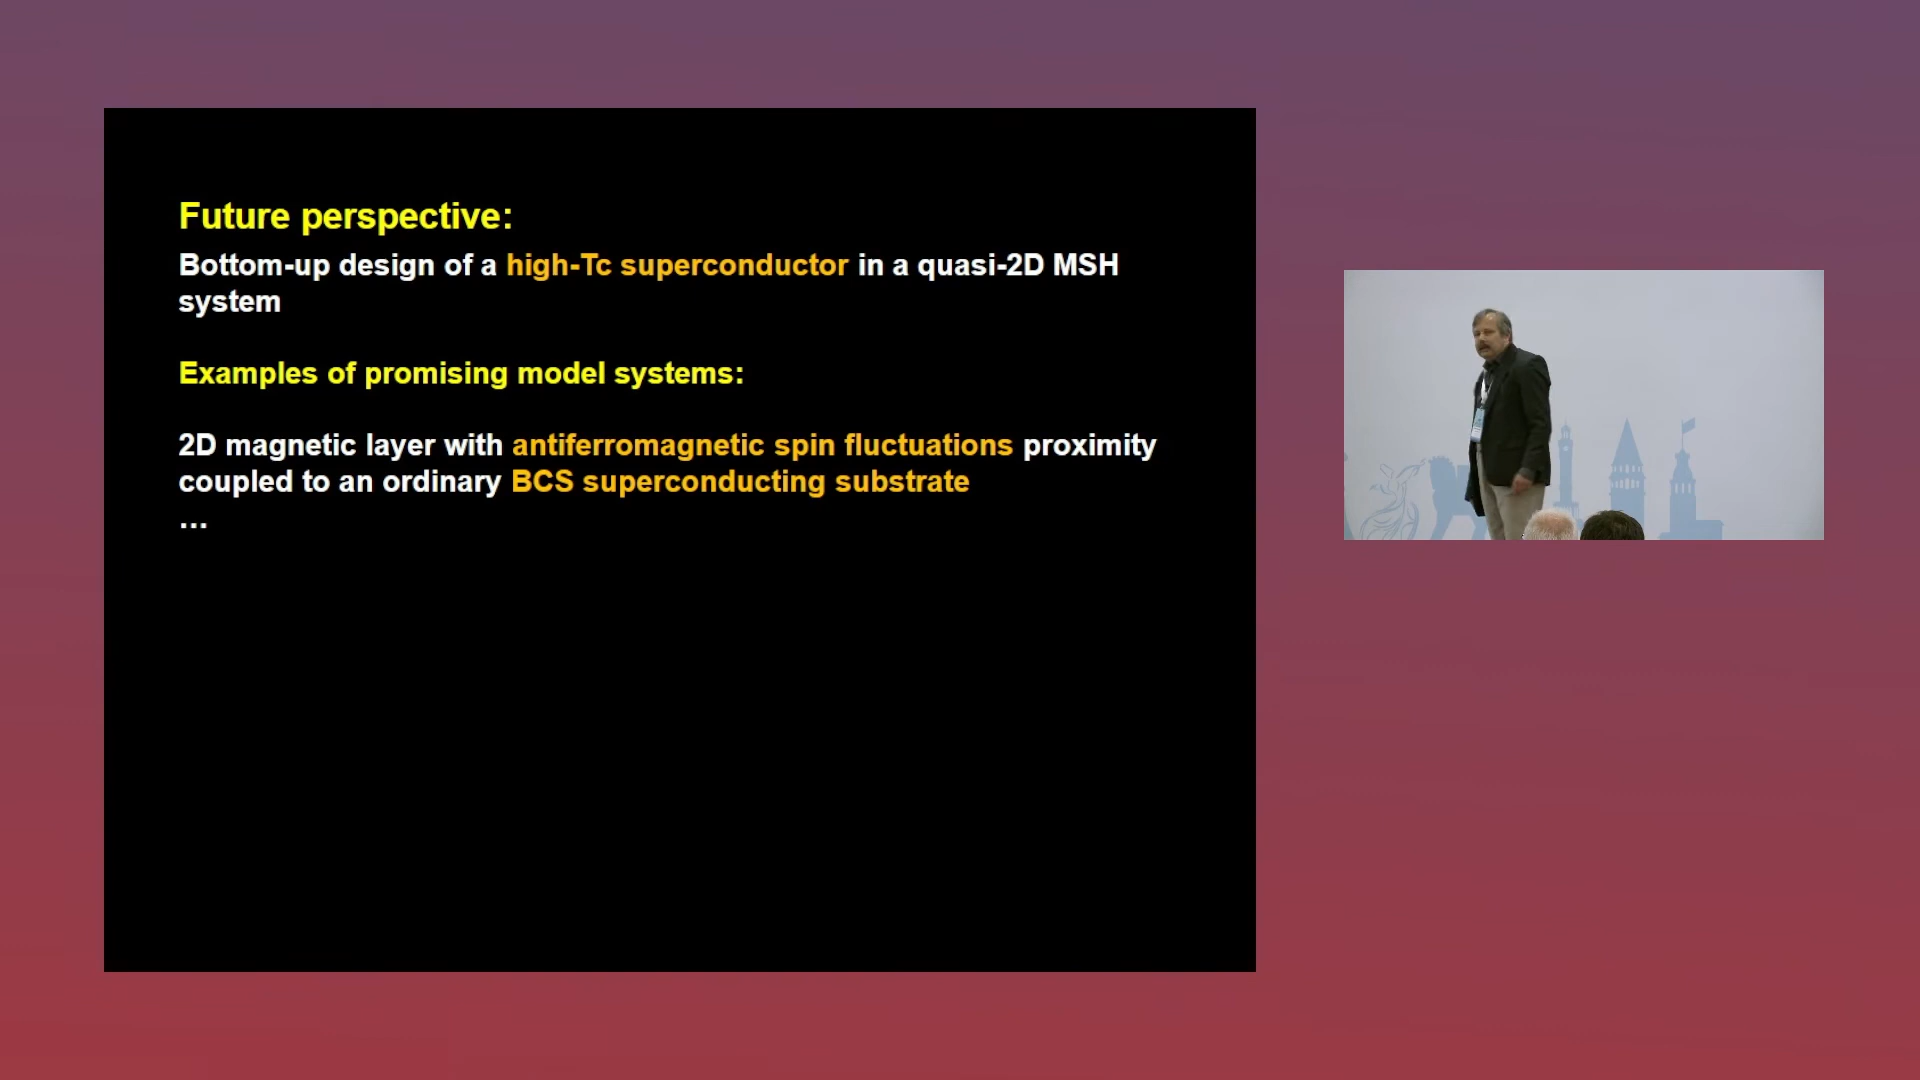 Future perspective:
Bottom-up design of a high-Tc superconductor in a quasi-2D MSH
system
Examples of promising model systems:
2D magnetic layer with antiferromagnetic spin fluctuations proximity
coupled to an ordinary BCS superconducting substrate
...